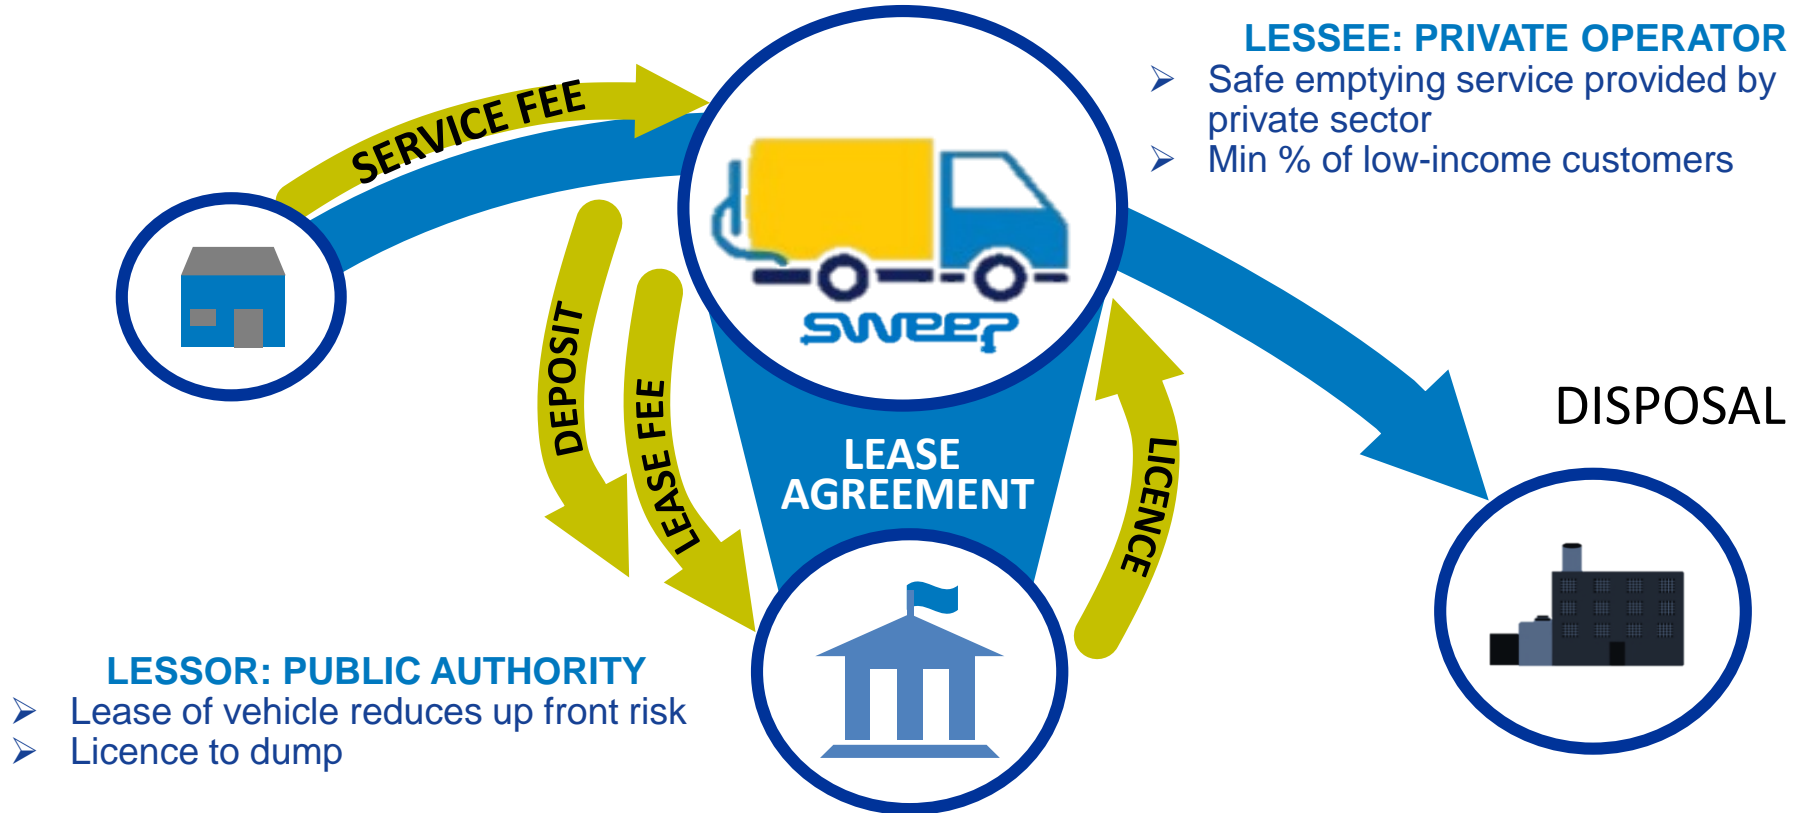 LESSEE: PRIVATE OPERATOR
➢ Safe emptying service provided by
private sector
➢ Min % of low-income customers
SERVICE FEE
sweep
DEPOSIT
LEASE FEE
LEASE
AGREEMENT
LICENCE
DISPOSAL
LESSOR: PUBLIC AUTHORITY
➢ Lease of vehicle reduces up front risk
➢ Licence to dump